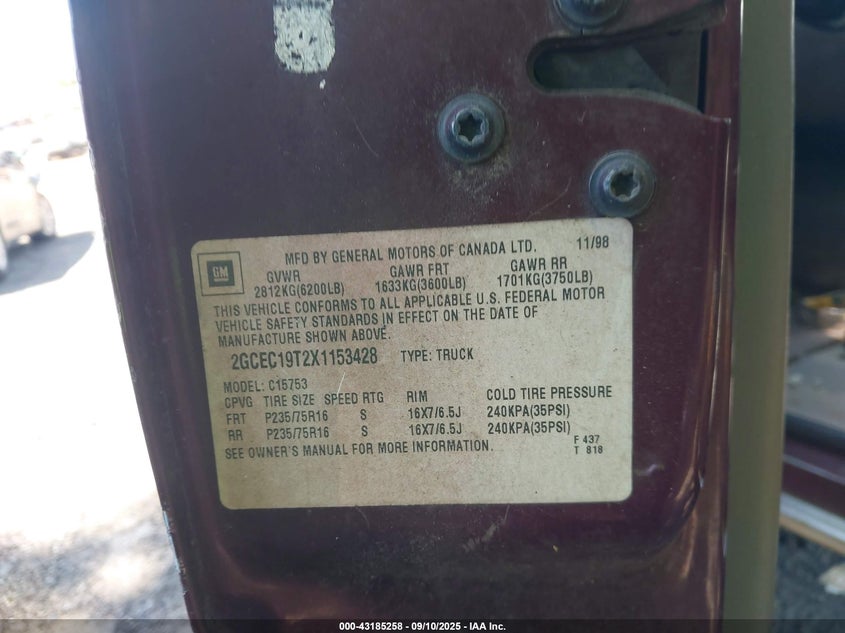 MFD BY GENERAL MOTORS OF CANADA LTD. 11/98
GM
GVWR GAWR FRT GAWR RR
2812KG(6200LB) 1633KG(3600LB) 1701KG(3750LB)
THIS VEHICLE CONFORMS TO ALL APPLICABLE U.S. FEDERAL MOTOR
VEHICLE SAFETY STANDARDS IN EFFECT ON THE DATE OF
MANUFACTURE SHOWN ABOVE.
2GCEC19T2X1153428 TYPE: TRUCK
MODEL: C15753
CPVG TIRE SIZE SPEED RTG RIM COLD TIRE PRESSURE
FRT P235/75R16 S 16X7/6.5J 240KPA(35PSI)
RR P235/75R16 S 16X7/6.5J 240KPA(35PSI)
SEE OWNER'S MANUAL FOR MORE INFORMATION.
F 437
T 818
000-43185258 - 09/10/2025 - IAA Inc.